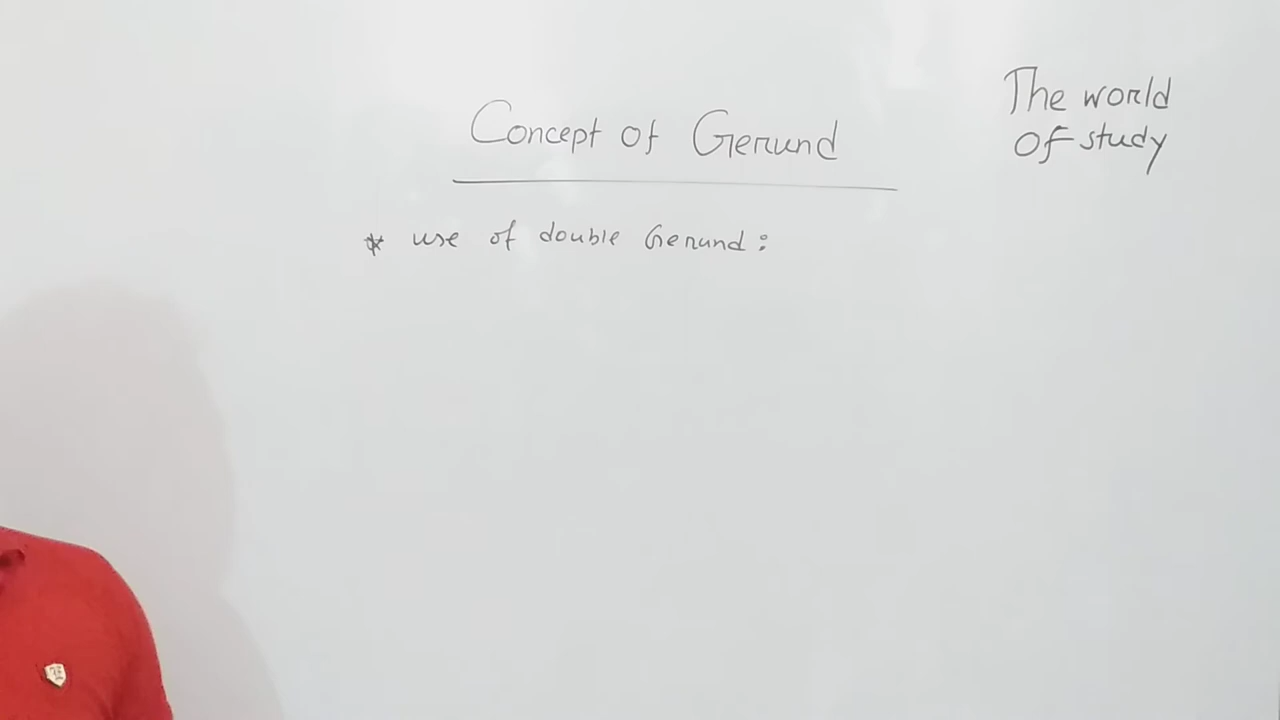 Concept of Gerund
The world
of study
* use of double Gerund: